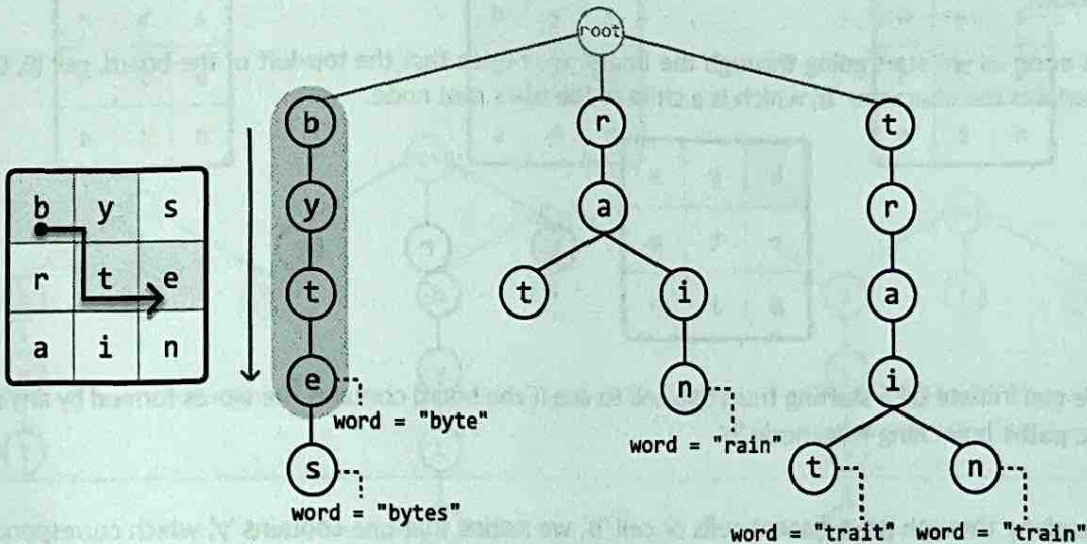 root
b r t
b y s
y a r
r t e
t t i a
a i n
e n i
word = "byte"
word = "rain"
s t n
word = "bytes"
word = "trait" word = "train"